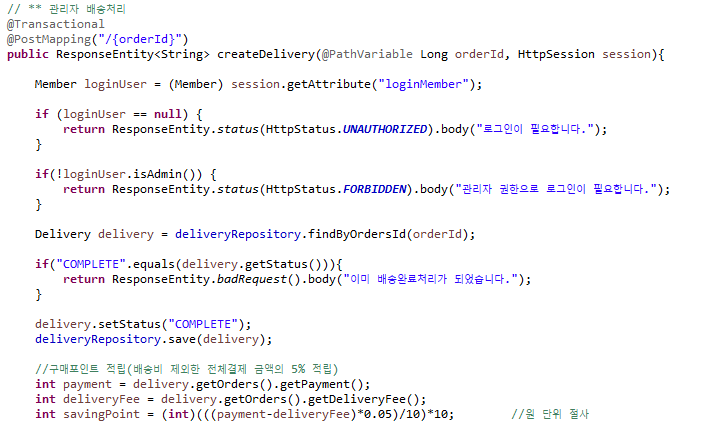 // ** 관리자 배송처리
@Transactional
@PostMapping("/{orderId}")
public ResponseEntity<String> createDelivery(@PathVariable Long orderId, HttpSession session){
Member loginUser = (Member) session.getAttribute("loginMember");
if (loginUser == null) {
return ResponseEntity.status(HttpStatus.UNAUTHORIZED).body("로그인이 필요합니다.");
}
if(!loginUser.isAdmin()) {
return ResponseEntity.status(HttpStatus.FORBIDDEN).body("관리자 권한으로 로그인이 필요합니다.");
}
Delivery delivery = deliveryRepository.findByOrdersId(orderId);
if("COMPLETE".equals(delivery.getStatus())){
return ResponseEntity.badRequest().body("이미 배송완료처리가 되었습니다.");
}
delivery.setStatus("COMPLETE");
deliveryRepository.save(delivery);
//구매포인트 적립(배송비 제외한 전체결제 금액의 5% 적립)
int payment = delivery.getOrders().getPayment();
int deliveryFee = delivery.getOrders().getDeliveryFee();
int savingPoint = (int)(((payment-deliveryFee)*0.05)/10)*10; //원 단위 절사